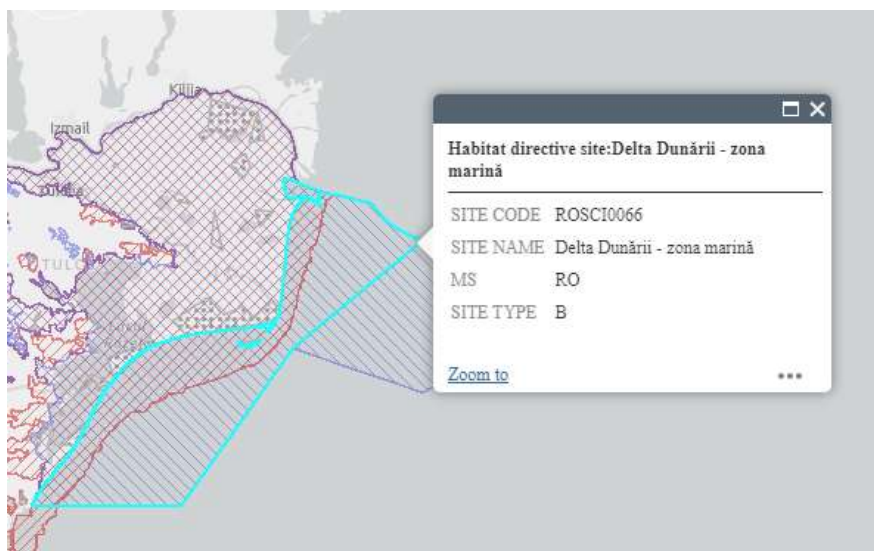 Kiliia
Izmail
Habitat directive site:Delta Dunării - zona
marină
SITE CODE ROSCI0066
SITE NAME Delta Dunării - zona marină
MS RO
SITE TYPE B
Zoom to